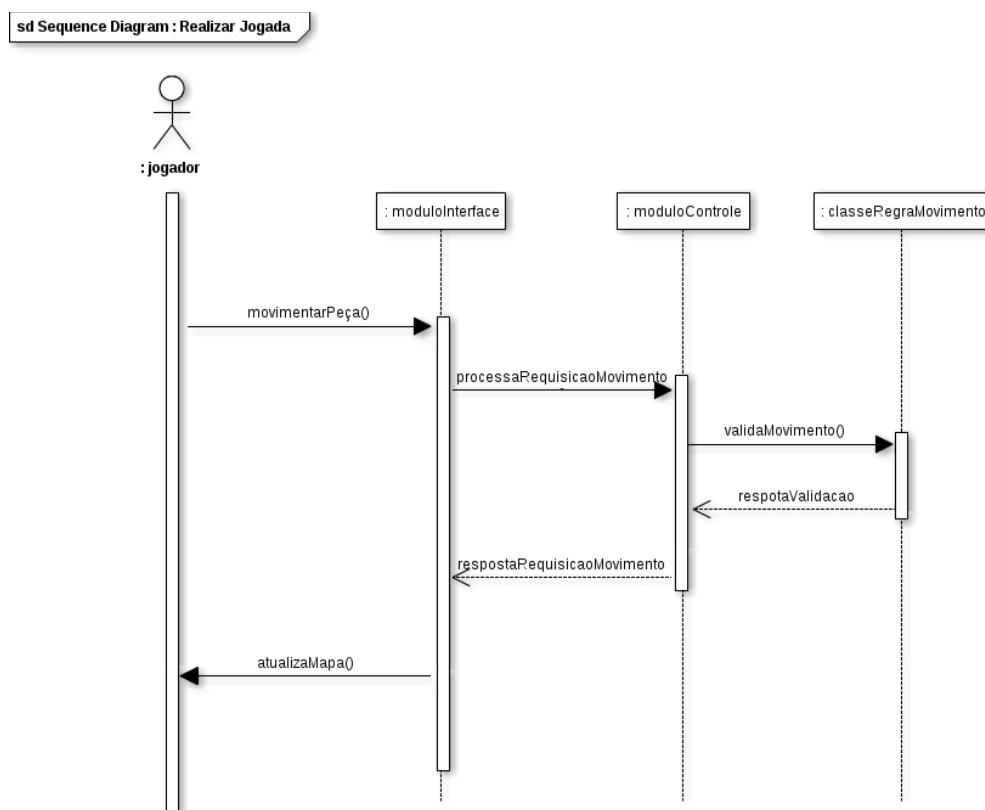 sd Sequence Diagram : Realizar Jogada
: jogador
: moduloInterface
: moduloControle
: classeRegraMovimento
movimentarPeça()
processaRequisicaoMovimento
validaMovimento()
respotaValidacao
respostaRequisicaoMovimento
atualizaMapa()